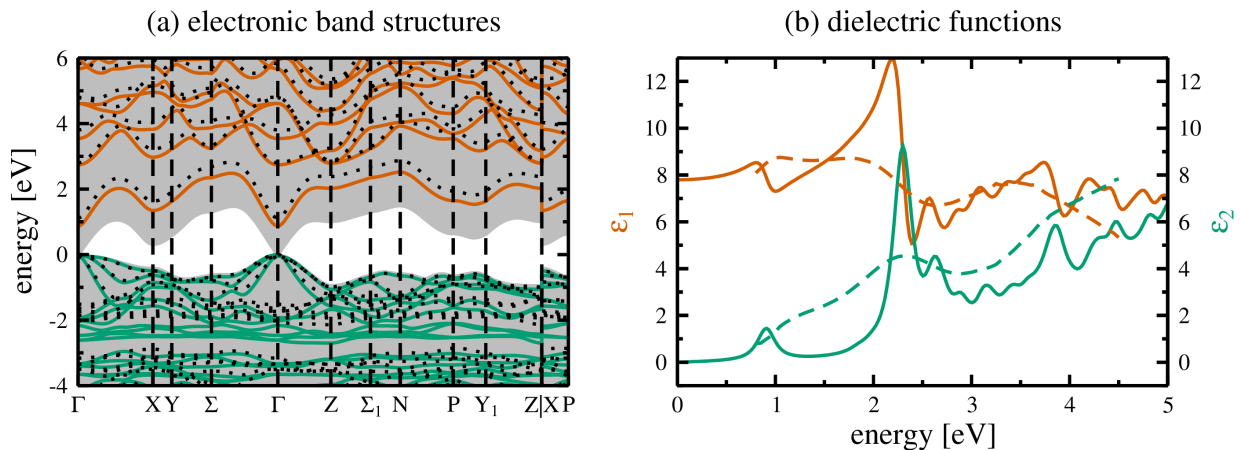 (a) electronic band structures
(b) dielectric functions
energy [eV]
6
4
2
0
-2
-4
Γ X Y Σ Γ Z Σ1 N P Y1 Z|X P
ε1
12
10
8
6
4
2
0
0 1 2 3 4 5
energy [eV]
12
10
8
6
4
2
0
ε2